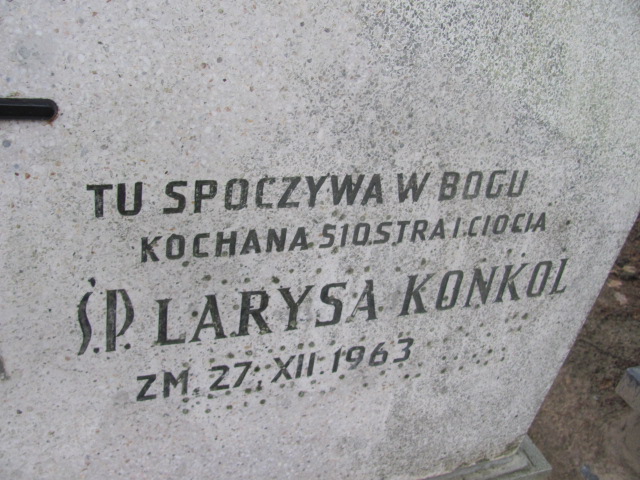 TU SPOCZYWA W BOGU
KOCHANA SIOSTRA I CIOCIA
Ś.P. LARYSA KONKOL
ZM. 27. XII 1963